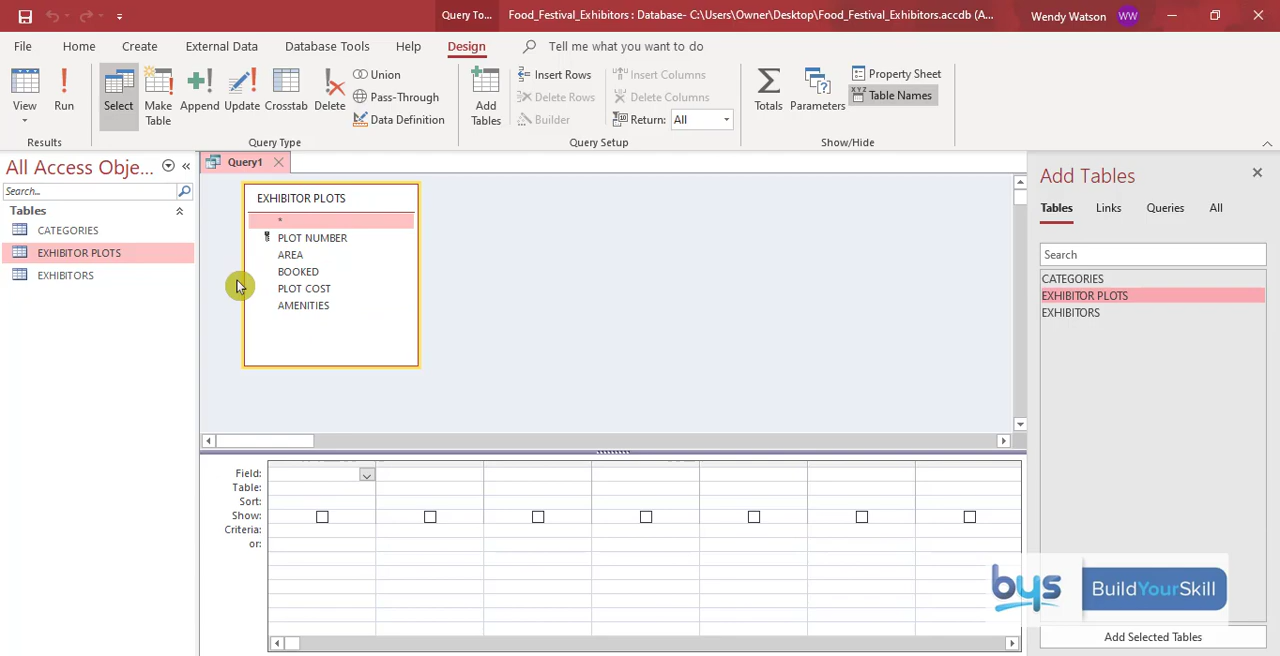 Query To...
Food_Festival_Exhibitors : Database- C:\Users\Owner\Desktop\Food_Festival_Exhibitors.accdb (A...
Wendy Watson
WW
File
Home
Create
External Data
Database Tools
Help
Design
Tell me what you want to do
View
Run
Results
Select
Make Table
Append
Update
Crosstab
Delete
Union
Pass-Through
Data Definition
Query Type
Add Tables
Insert Rows
Delete Rows
Builder
Insert Columns
Delete Columns
Return: All
Query Setup
Totals
Parameters
Property Sheet
XYZ Table Names
Show/Hide
All Access Obje...
Search...
Tables
CATEGORIES
EXHIBITOR PLOTS
EXHIBITORS
Query1
EXHIBITOR PLOTS
*
PLOT NUMBER
AREA
BOOKED
PLOT COST
AMENITIES
Field:
Table:
Sort:
Show:
Criteria:
or:
Add Tables
Tables
Links
Queries
All
Search
CATEGORIES
EXHIBITOR PLOTS
EXHIBITORS
bys
BuildYourSkill
Add Selected Tables